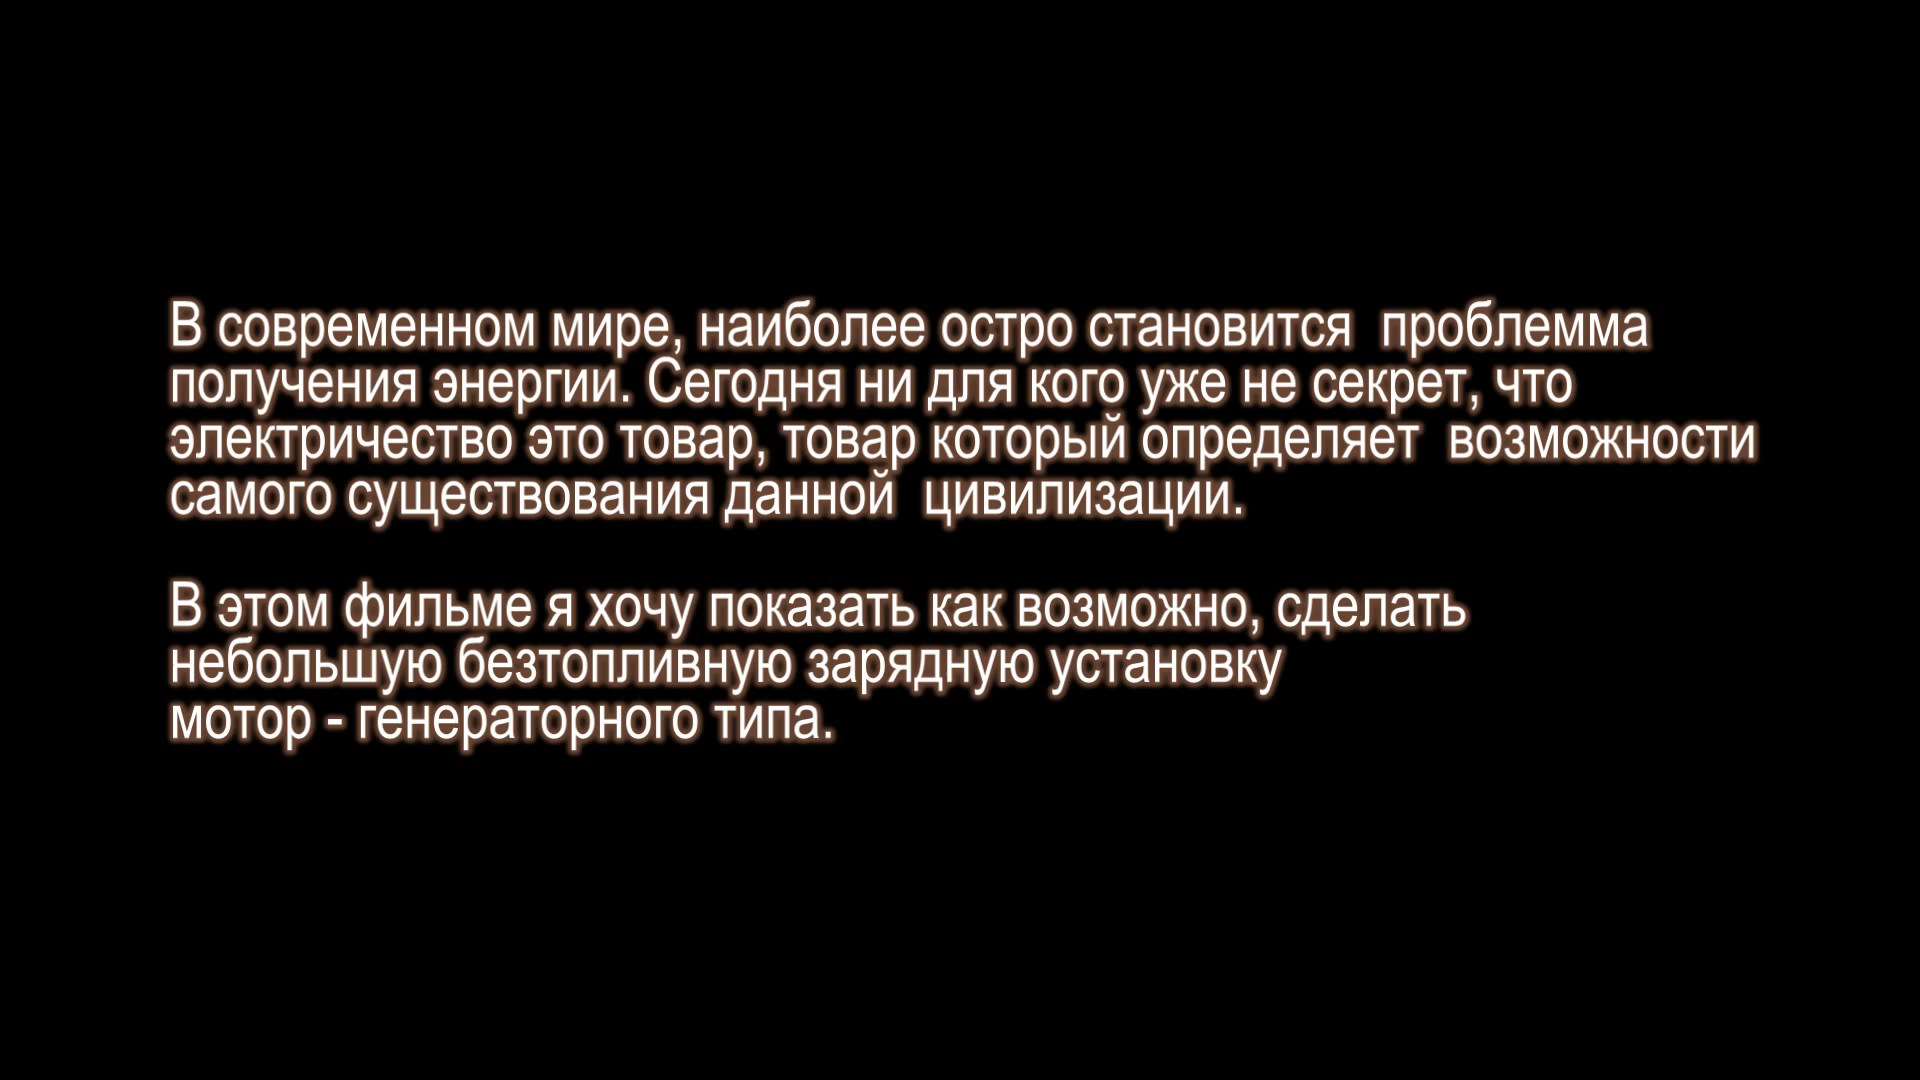 В современном мире, наиболее остро становится  проблемма
получения энергии. Сегодня ни для кого уже не секрет, что
электричество это товар, товар который определяет  возможности
самого существования данной  цивилизации.
В этом фильме я хочу показать как возможно, сделать
небольшую безтопливную зарядную установку
мотор - генераторного типа.